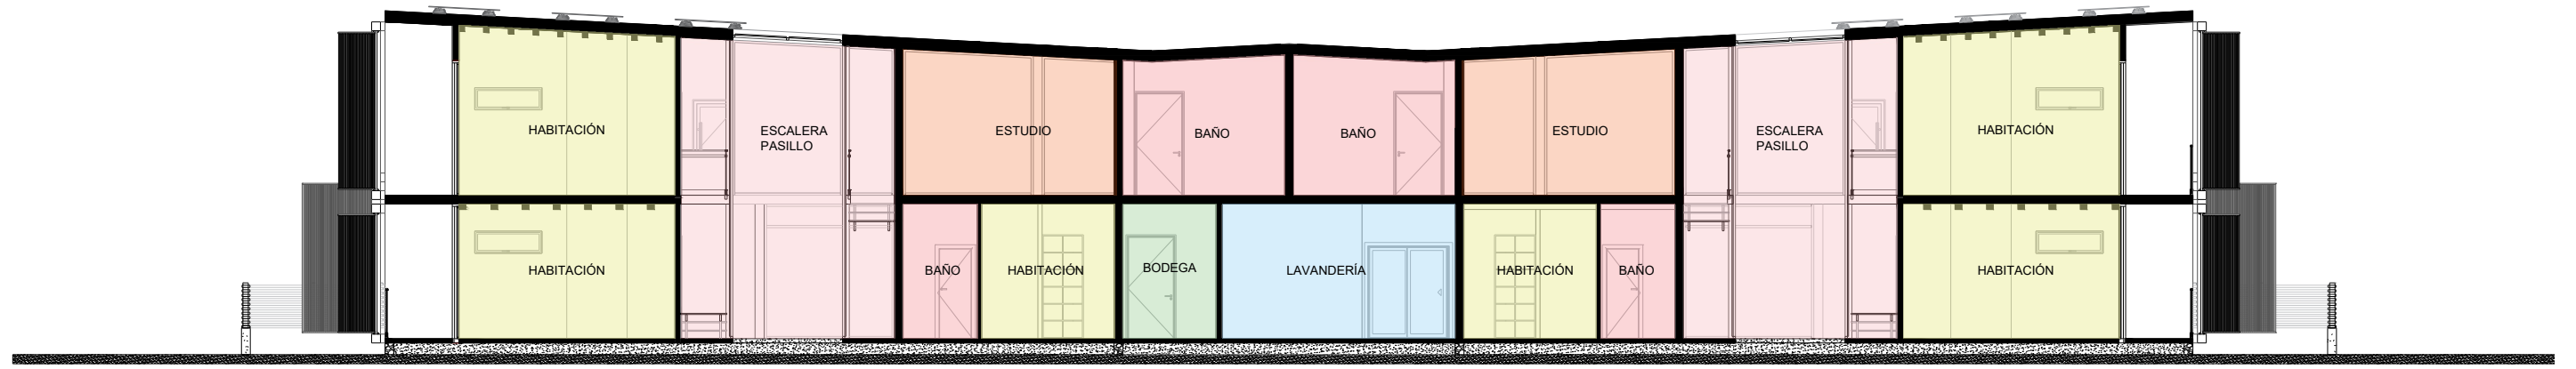 HABITACIÓN
ESCALERA
PASILLO
ESTUDIO
BAÑO
BAÑO
ESTUDIO
ESCALERA
PASILLO
HABITACIÓN
HABITACIÓN
BAÑO
HABITACIÓN
BODEGA
LAVANDERÍA
HABITACIÓN
BAÑO
HABITACIÓN